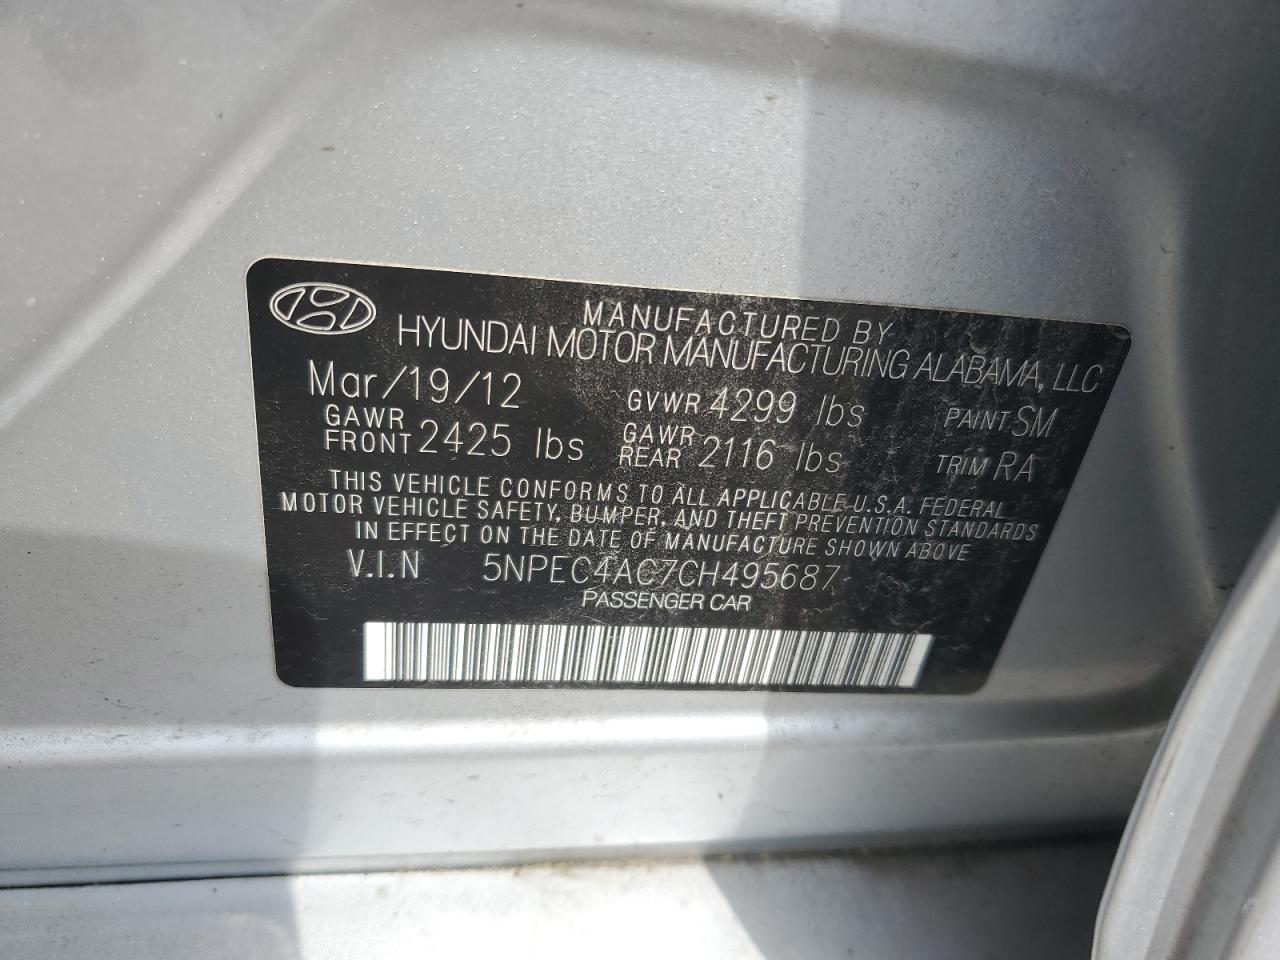 MANUFACTURED BY
HYUNDAI MOTOR MANUFACTURING ALABAMA, LLC
Mar/19/12 GVWR 4299 lbs PAINT SM
GAWR FRONT 2425 lbs GAWR REAR 2116 lbs TRIM RA
THIS VEHICLE CONFORMS TO ALL APPLICABLE U.S.A. FEDERAL
MOTOR VEHICLE SAFETY, BUMPER, AND THEFT PREVENTION STANDARDS
IN EFFECT ON THE DATE OF MANUFACTURE SHOWN ABOVE
V.I.N 5NPEC4AC7CH495687
PASSENGER CAR